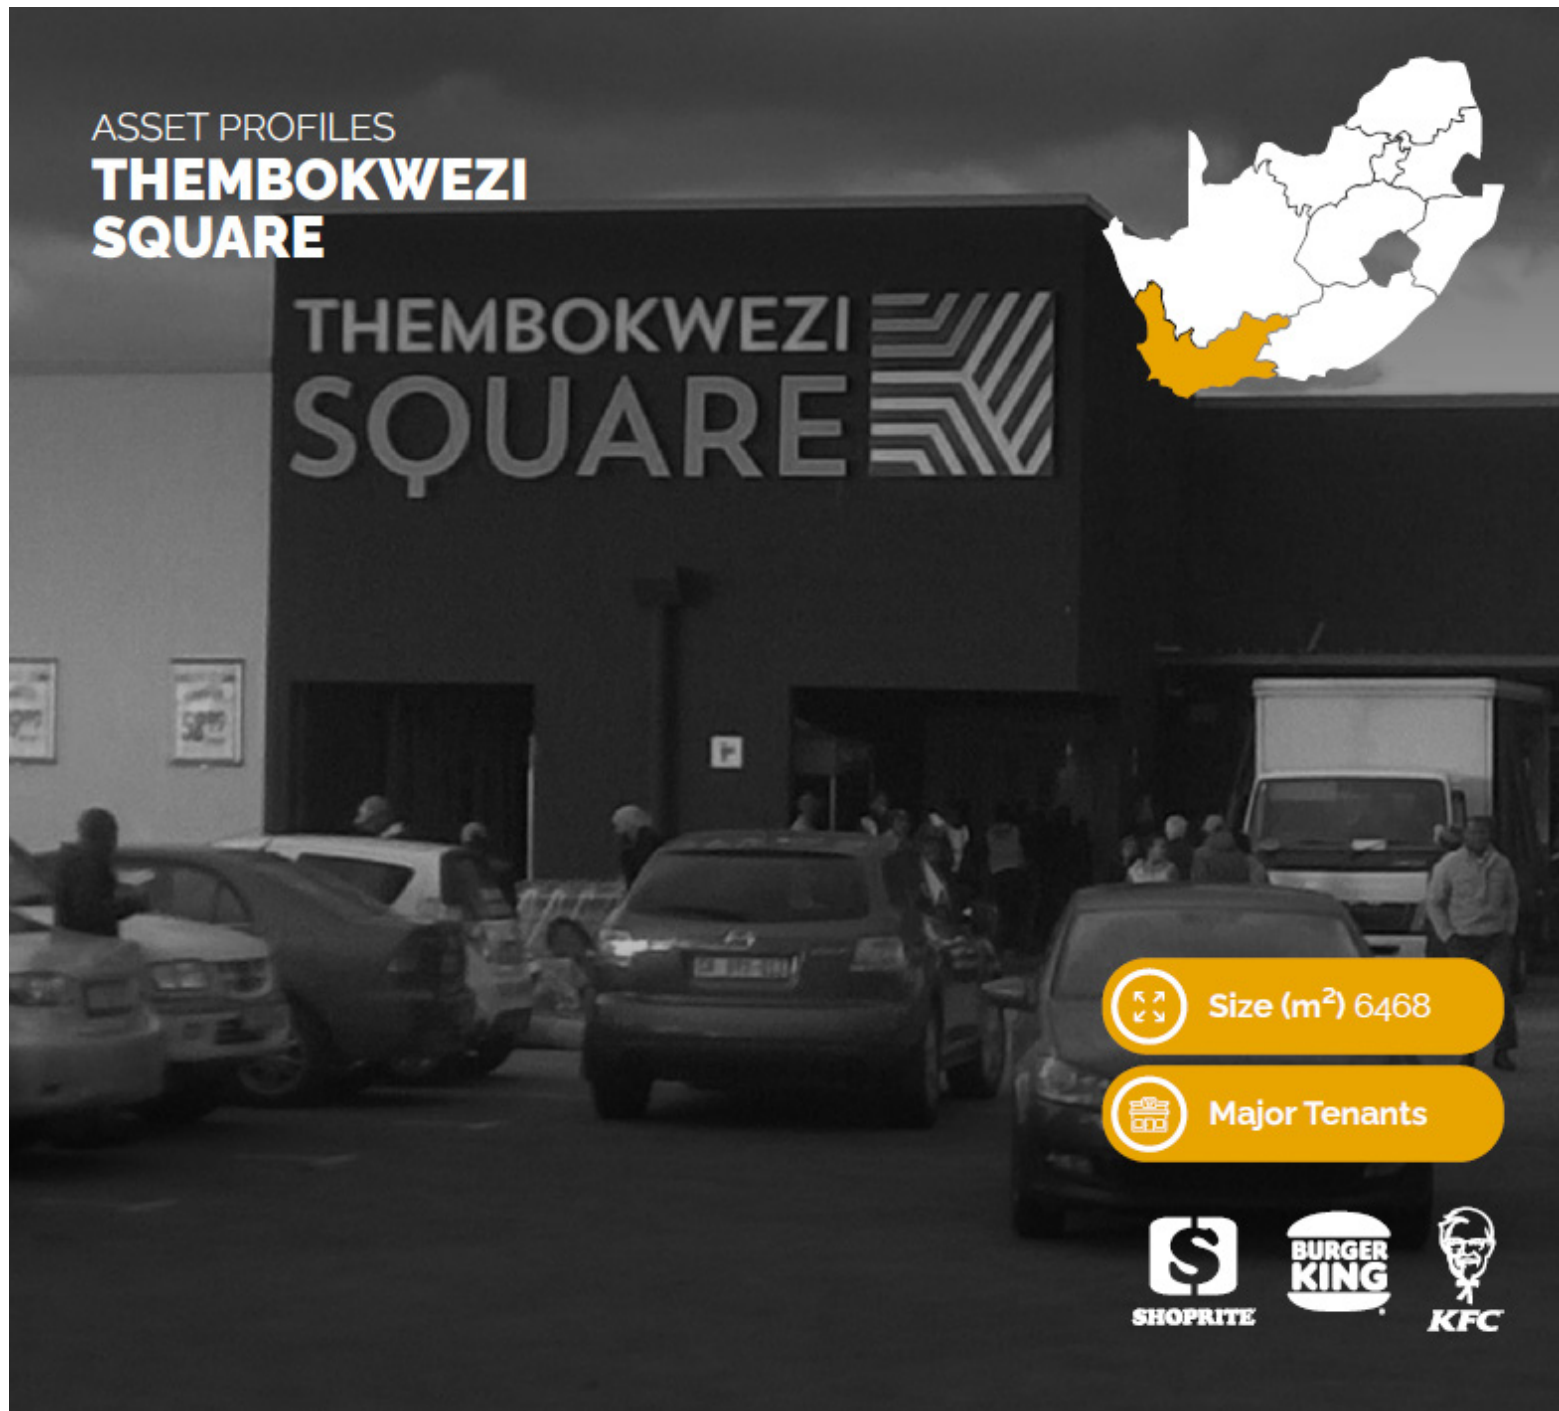 ASSET PROFILES
THEMBOKWEZI
SQUARE
THEMBOKWEZI
SQUARE
Size (m²) 6468
Major Tenants
S
SHOPRITE
BURGER
KING
KFC